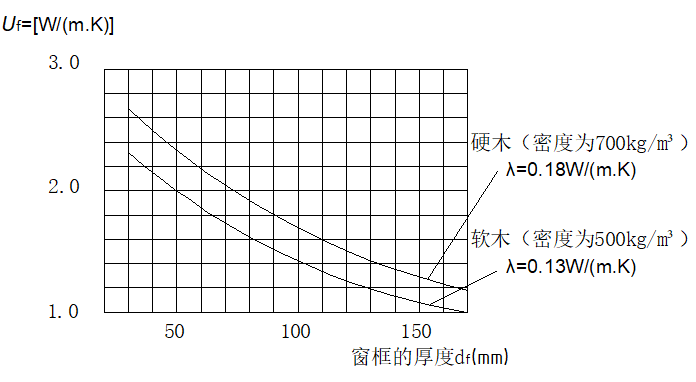 Uf=[W/(m.K)]
3.0
硬木（密度为700kg/m³）
λ=0.18W/(m.K)
2.0
软木（密度为500kg/m³）
λ=0.13W/(m.K)
1.0
50 100 150
窗框的厚度df(mm)